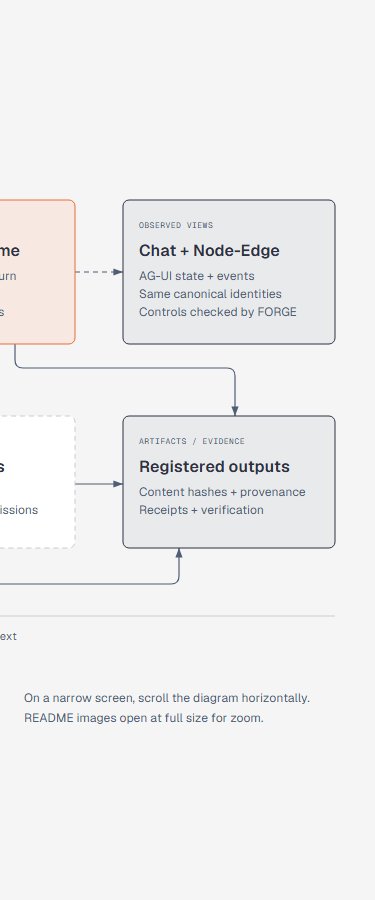 OBSERVED VIEWS
me
Chat + Node-Edge
urn
AG-UI state + events
Same canonical identities
s
Controls checked by FORGE
ARTIFACTS / EVIDENCE
s
Registered outputs
Content hashes + provenance
issions
Receipts + verification
ext
On a narrow screen, scroll the diagram horizontally.
README images open at full size for zoom.